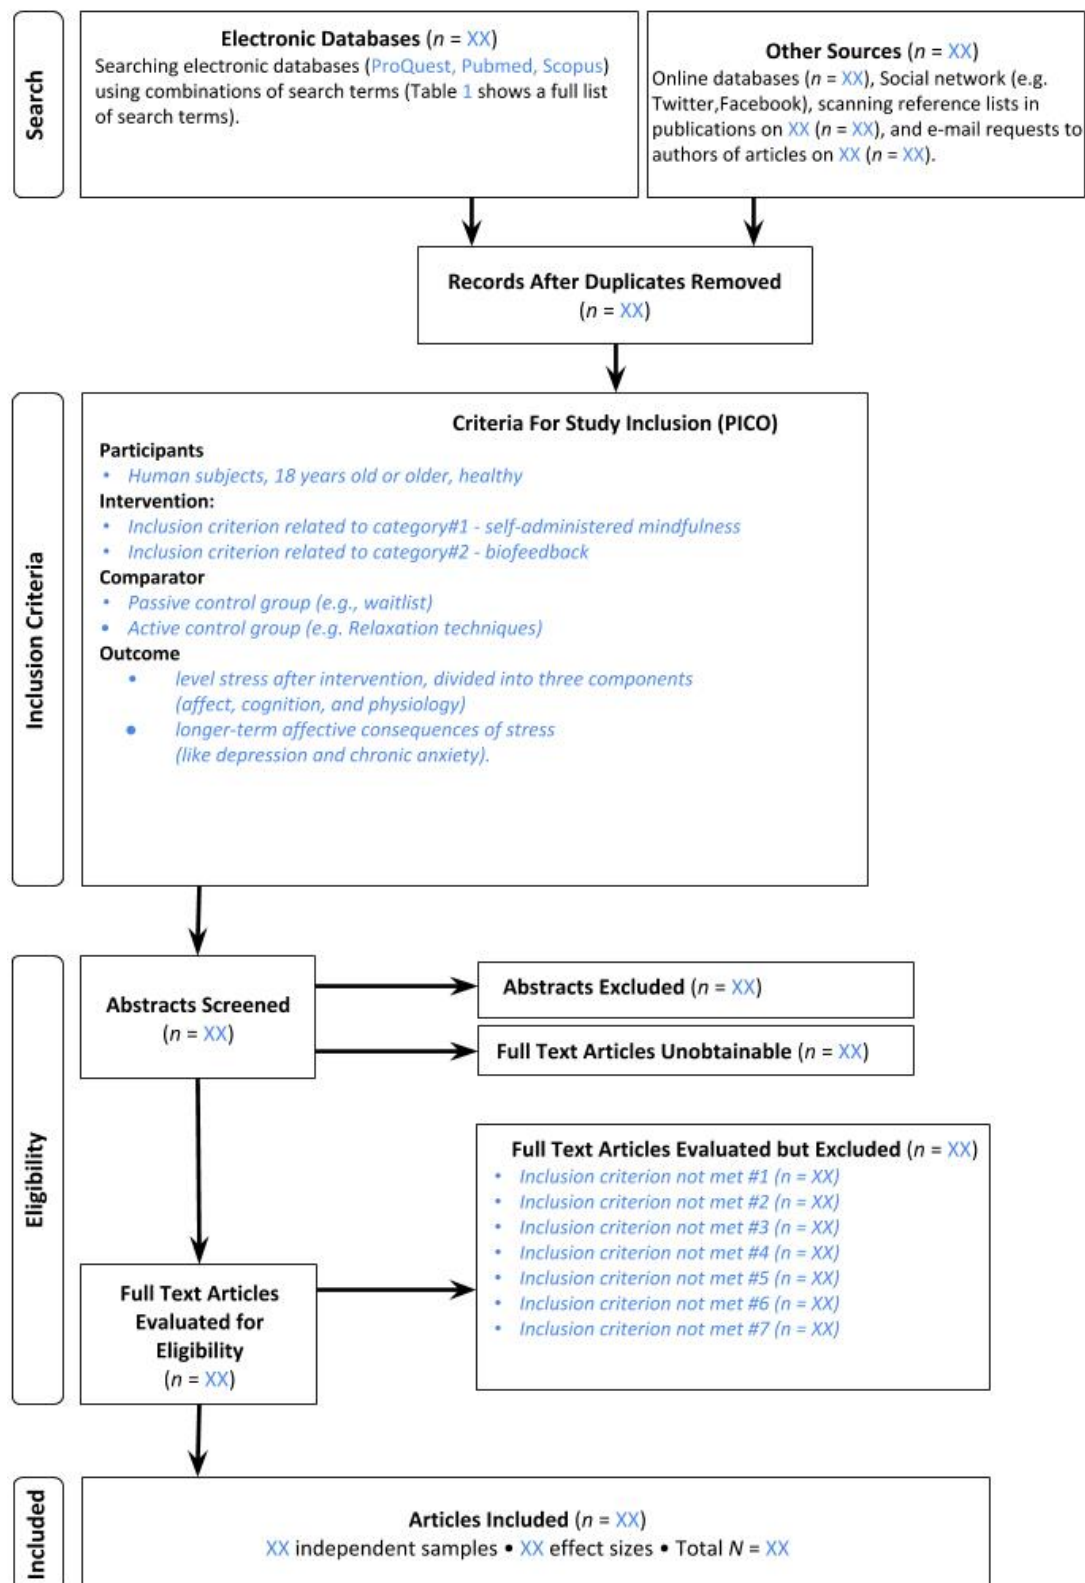 Search
Electronic Databases (n = XX)
Searching electronic databases (ProQuest, Pubmed, Scopus)
using combinations of search terms (Table 1 shows a full list
of search terms).
Other Sources (n = XX)
Online databases (n = XX), Social network (e.g.
Twitter,Facebook), scanning reference lists in
publications on XX (n = XX), and e-mail requests to
authors of articles on XX (n = XX).
Records After Duplicates Removed
(n = XX)
Inclusion Criteria
Criteria For Study Inclusion (PICO)
Participants
• Human subjects, 18 years old or older, healthy
Intervention:
• Inclusion criterion related to category#1 - self-administered mindfulness
• Inclusion criterion related to category#2 - biofeedback
Comparator
• Passive control group (e.g., waitlist)
• Active control group (e.g. Relaxation techniques)
Outcome
• level stress after intervention, divided into three components
(affect, cognition, and physiology)
• longer-term affective consequences of stress
(like depression and chronic anxiety).
Eligibility
Abstracts Screened
(n = XX)
Abstracts Excluded (n = XX)
Full Text Articles Unobtainable (n = XX)
Full Text Articles Evaluated but Excluded (n = XX)
• Inclusion criterion not met #1 (n = XX)
• Inclusion criterion not met #2 (n = XX)
• Inclusion criterion not met #3 (n = XX)
• Inclusion criterion not met #4 (n = XX)
• Inclusion criterion not met #5 (n = XX)
• Inclusion criterion not met #6 (n = XX)
• Inclusion criterion not met #7 (n = XX)
Full Text Articles
Evaluated for
Eligibility
(n = XX)
Included
Articles Included (n = XX)
XX independent samples • XX effect sizes • Total N = XX